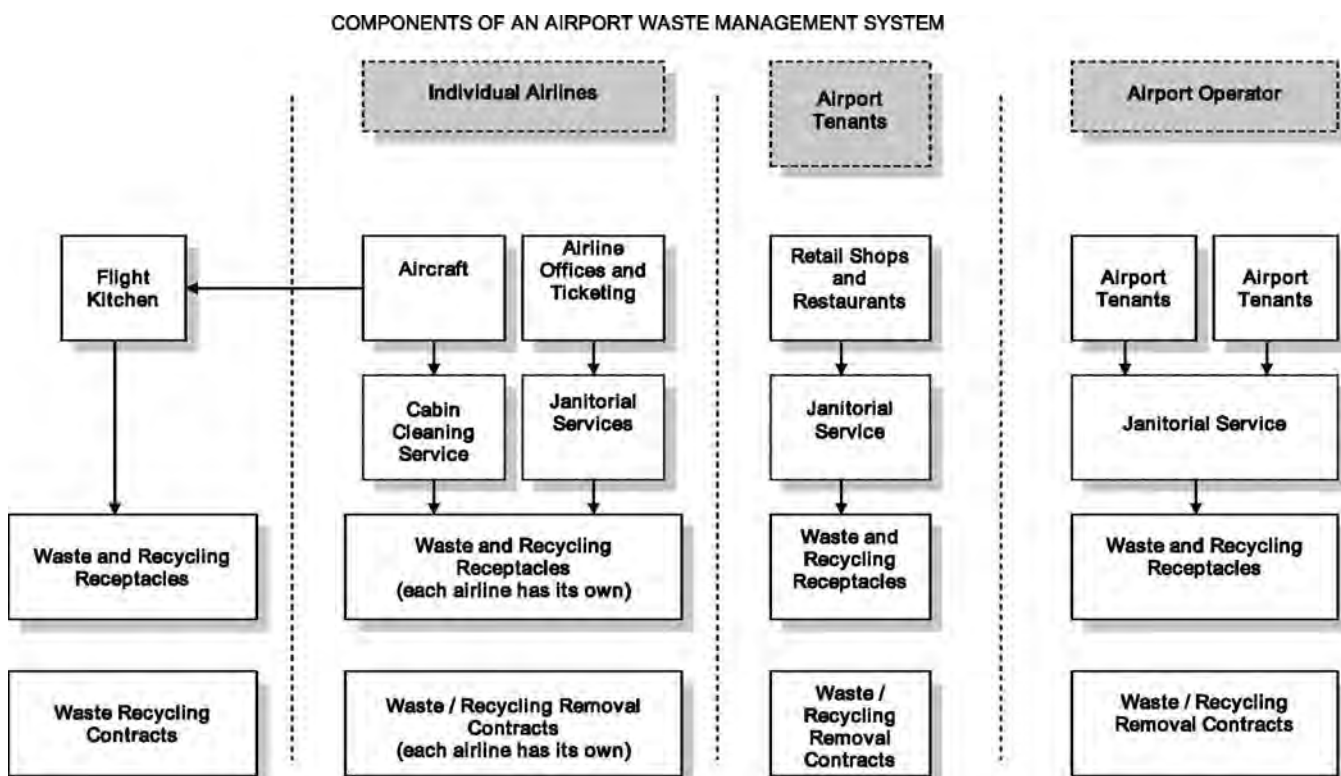 COMPONENTS OF AN AIRPORT WASTE MANAGEMENT SYSTEM
Individual Airlines
Airport
Tenants
Airport Operator
Flight
Kitchen
Aircraft
Airline
Offices and
Ticketing
Retail Shops
and
Restaurants
Airport
Tenants
Airport
Tenants
Cabin
Cleaning
Service
Janitorial
Services
Janitorial
Service
Janitorial Service
Waste and Recycling
Receptacles
Waste and Recycling
Receptacles
(each airline has its own)
Waste and
Recycling
Receptacles
Waste and Recycling
Receptacles
Waste Recycling
Contracts
Waste / Recycling Removal
Contracts
(each airline has its own)
Waste /
Recycling
Removal
Contracts
Waste / Recycling
Removal Contracts